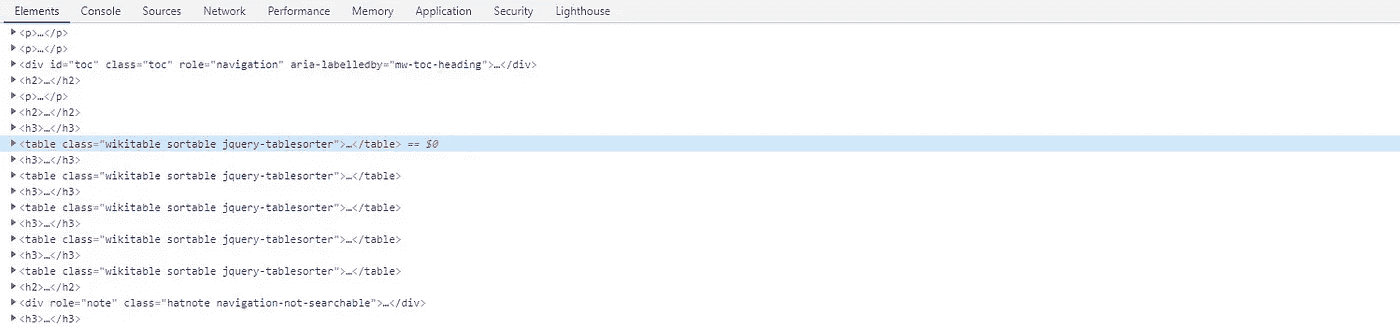 Elements Console Sources Network Performance Memory Application Security Lighthouse
<p>…</p>
<p>…</p>
<div id="toc" class="toc" role="navigation" aria-labelledby="mw-toc-heading">…</div>
<h2>…</h2>
<p>…</p>
<h2>…</h2>
<h3>…</h3>
<table class="wikitable sortable jquery-tablesorter">…</table> == $0
<h3>…</h3>
<table class="wikitable sortable jquery-tablesorter">…</table>
<h3>…</h3>
<table class="wikitable sortable jquery-tablesorter">…</table>
<h3>…</h3>
<table class="wikitable sortable jquery-tablesorter">…</table>
<h3>…</h3>
<table class="wikitable sortable jquery-tablesorter">…</table>
<h2>…</h2>
<div role="note" class="hatnote navigation-not-searchable">…</div>
<h3>…</h3>